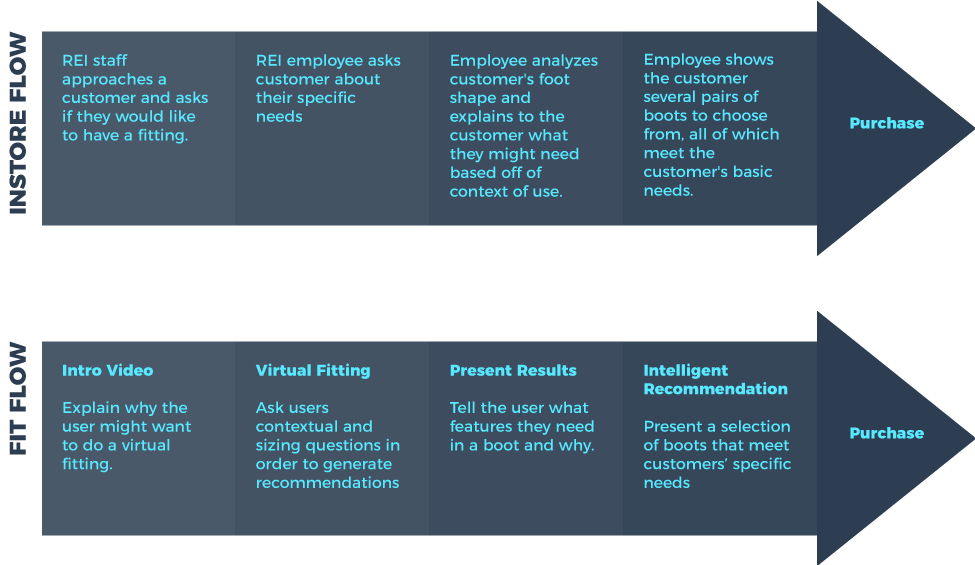 INSTORE FLOW
REI staff
approaches a
customer and asks
if they would like
to have a fitting.
REI employee asks
customer about
their specific
needs
Employee analyzes
customer's foot
shape and
explains to the
customer what
they might need
based off of
context of use.
Employee shows
the customer
several pairs of
boots to choose
from, all of which
meet the
customer's basic
needs.
Purchase
FIT FLOW
Intro Video
Explain why the
user might want
to do a virtual
fitting.
Virtual Fitting
Ask users
contextual and
sizing questions in
order to generate
recommendations
Present Results
Tell the user what
features they need
in a boot and why.
Intelligent
Recommendation
Present a selection
of boots that meet
customers' specific
needs
Purchase